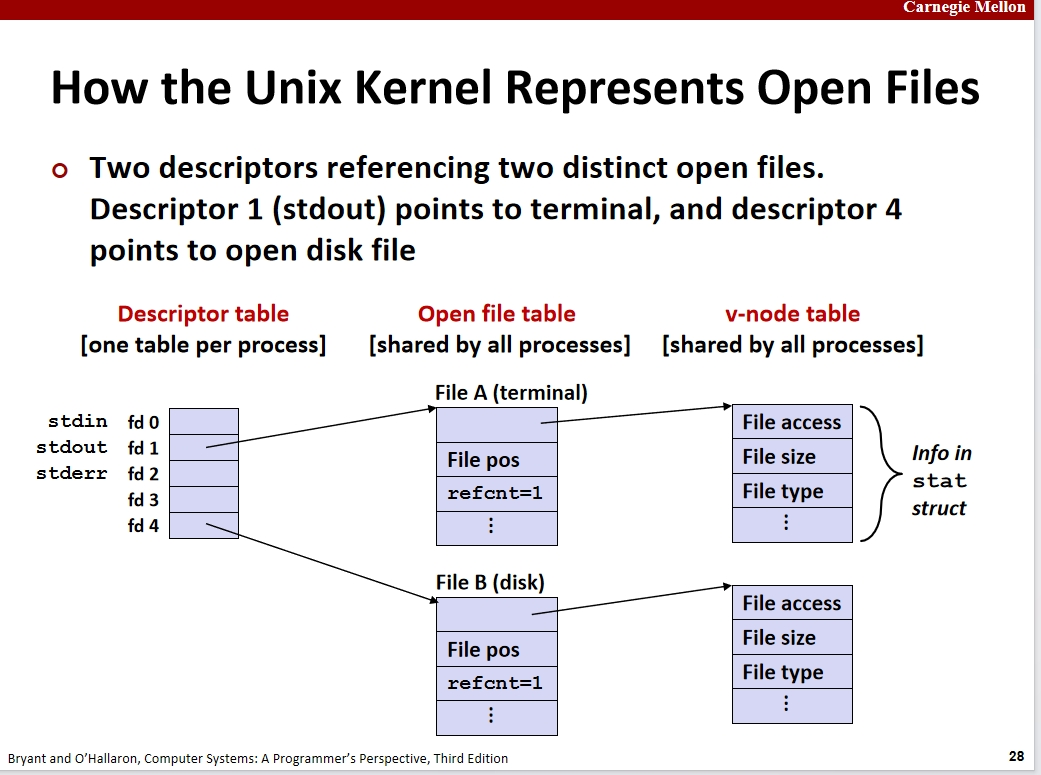 Carnegie Mellon
How the Unix Kernel Represents Open Files
Two descriptors referencing two distinct open files.
Descriptor 1 (stdout) points to terminal, and descriptor 4
points to open disk file
Descriptor table
[one table per process]
Open file table
[shared by all processes]
v-node table
[shared by all processes]
stdin fd 0
stdout fd 1
stderr fd 2
fd 3
fd 4
File A (terminal)
File pos
refcnt=1
⋮
File access
File size
File type
⋮
Info in
stat
struct
File B (disk)
File pos
refcnt=1
⋮
File access
File size
File type
⋮
Bryant and O’Hallaron, Computer Systems: A Programmer’s Perspective, Third Edition
28